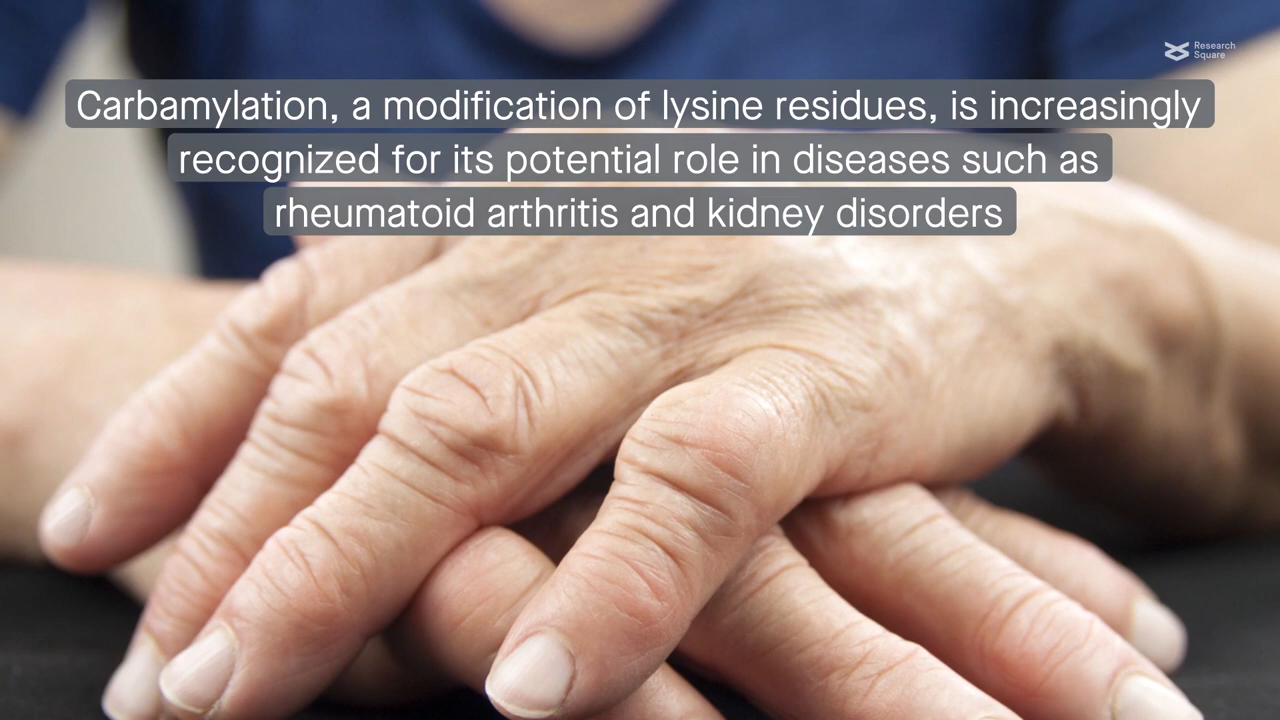 Research
Square
Carbamylation, a modification of lysine residues, is increasingly
recognized for its potential role in diseases such as
rheumatoid arthritis and kidney disorders